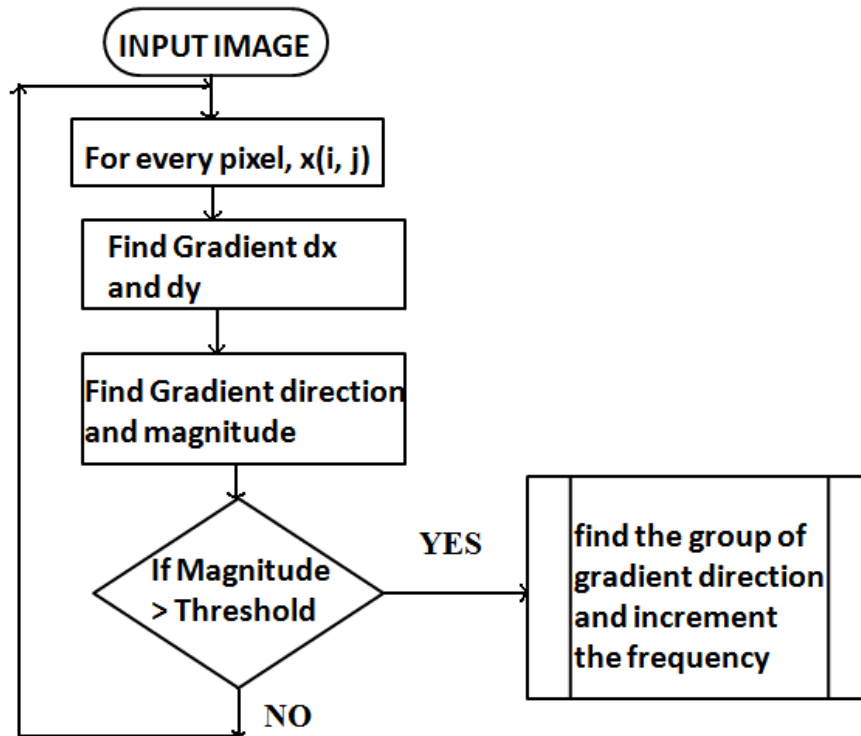 INPUT IMAGE
For every pixel, x(i, j)
Find Gradient dx
and dy
Find Gradient direction
and magnitude
If Magnitude
> Threshold
YES
find the group of
gradient direction
and increment
the frequency
NO